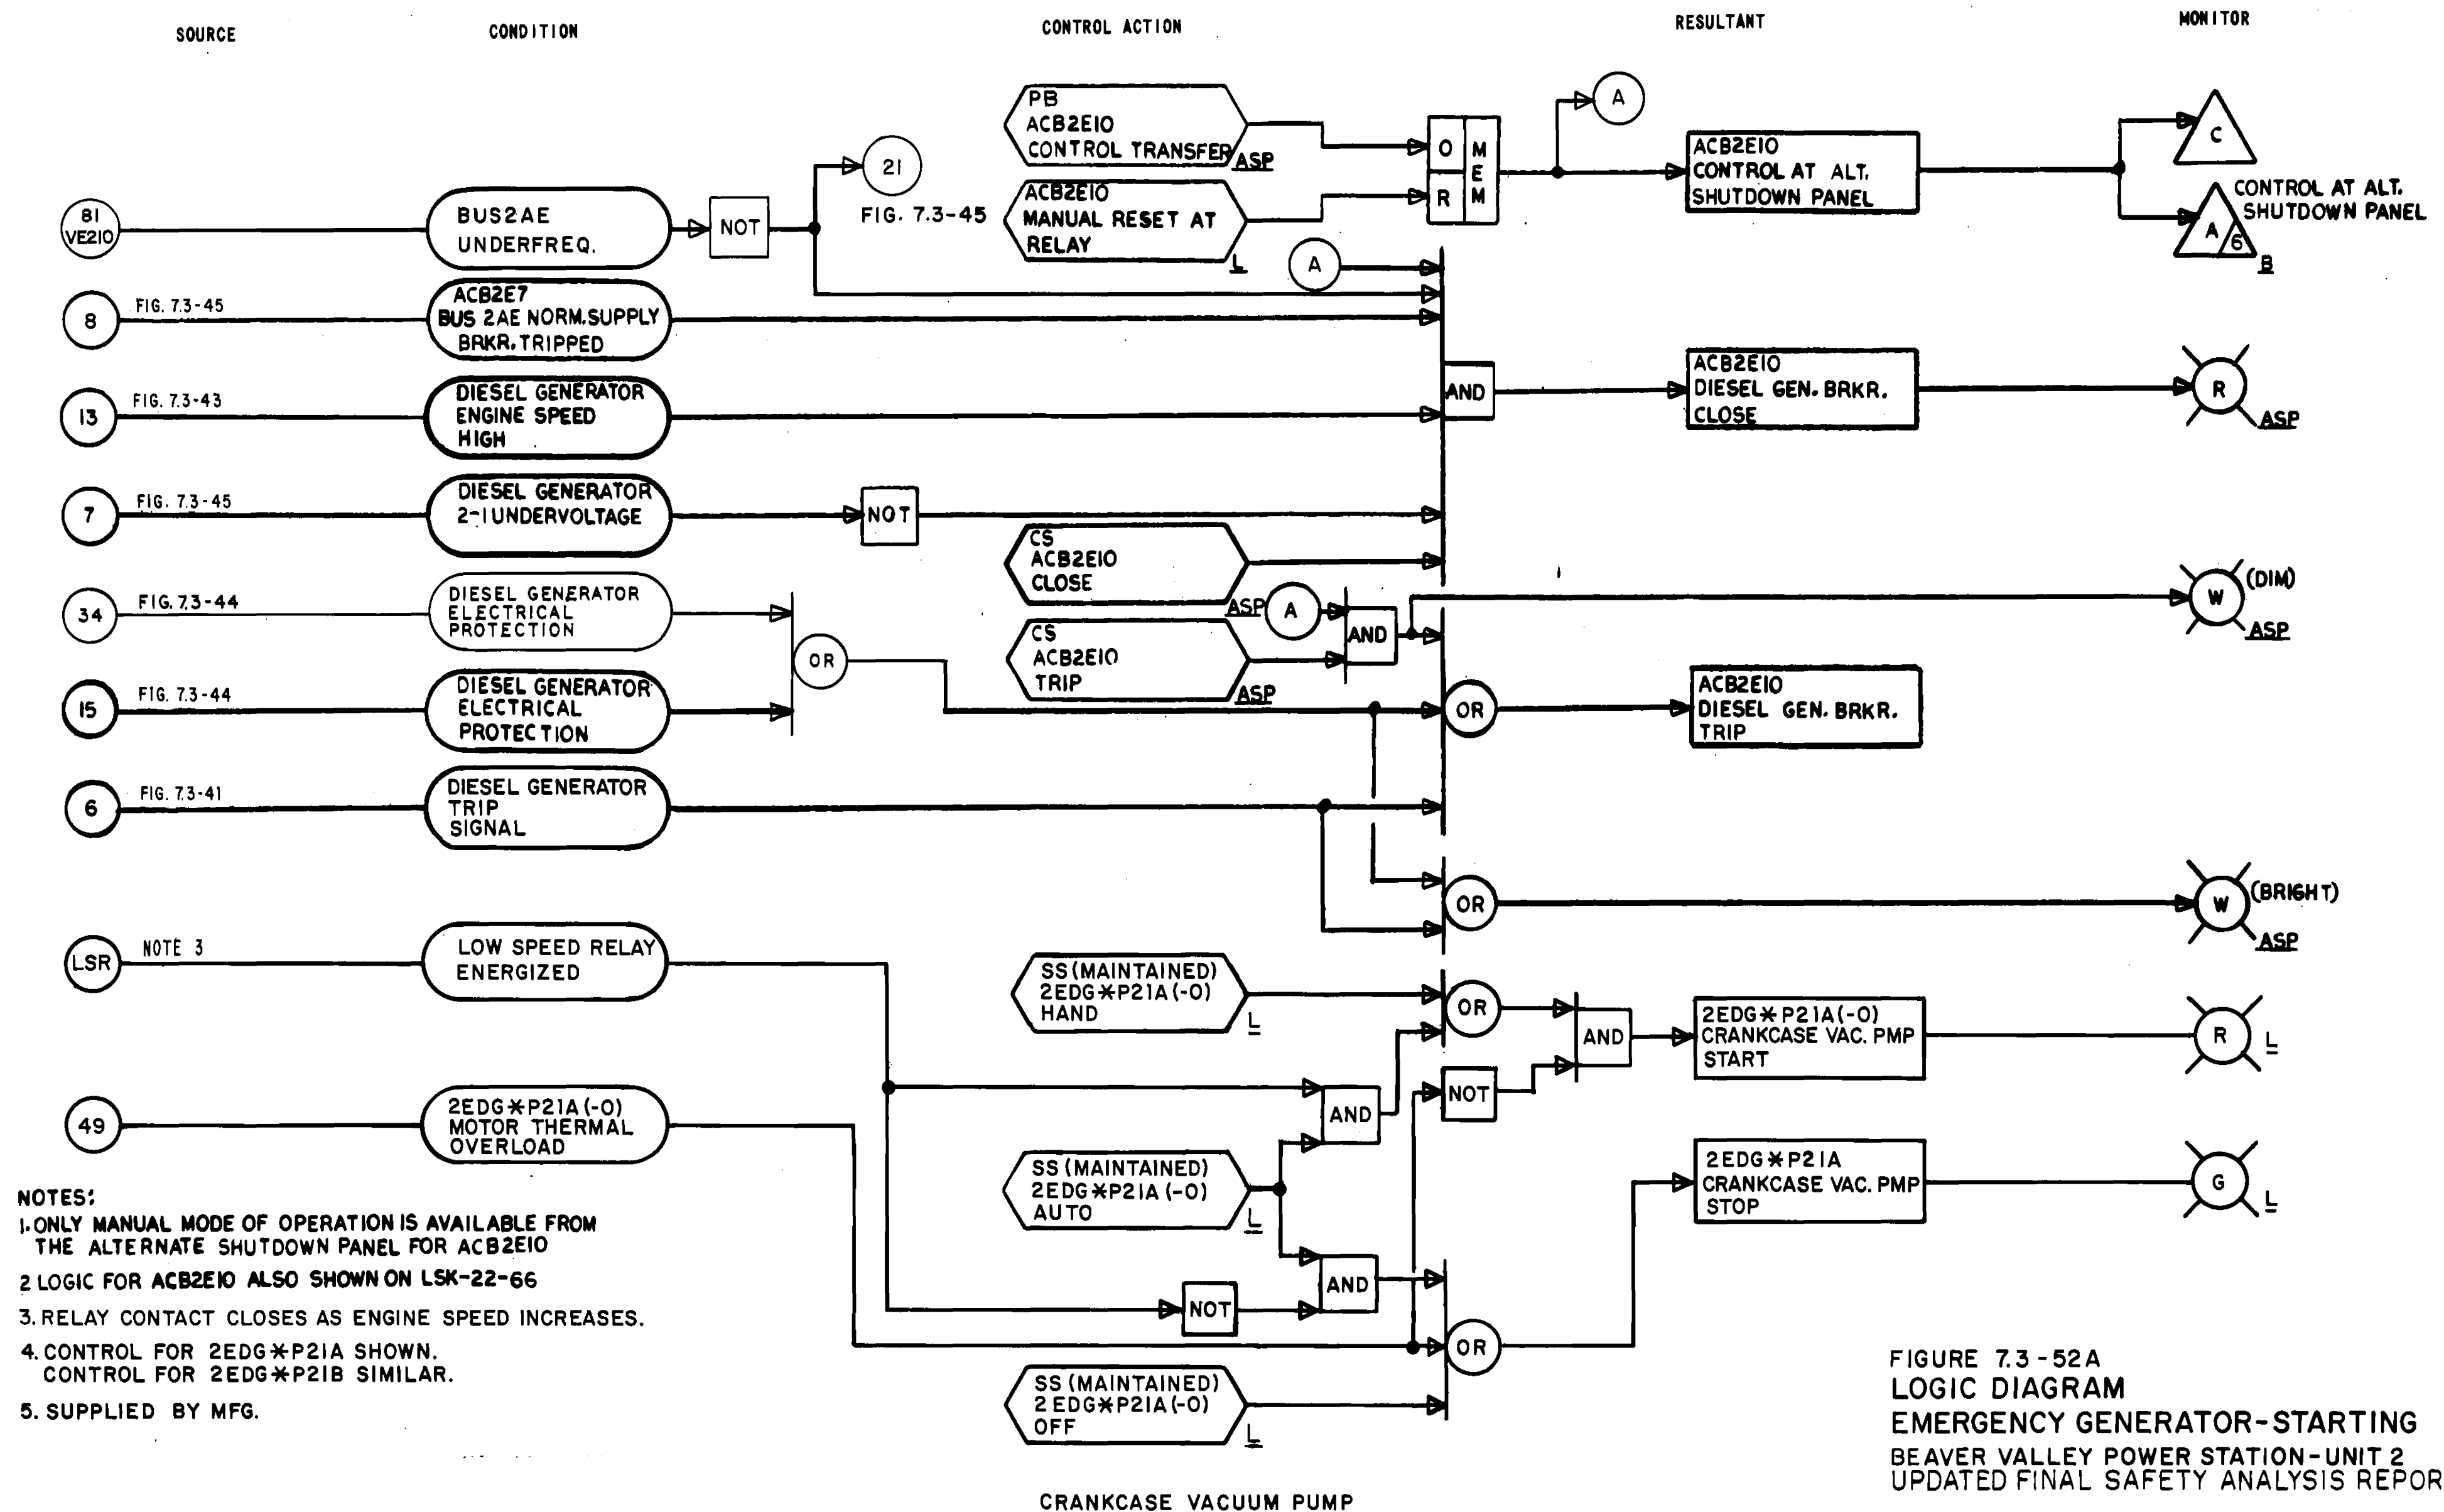 SOURCE
CONDITION
CONTROL ACTION
RESULTANT
MONITOR
PB
ACB2E10
CONTROL TRANSFER
ASP
ACB2E10
MANUAL RESET AT
RELAY
L
O
R
MEM
A
ACB2E10
CONTROL AT ALT.
SHUTDOWN PANEL
C
A
6
B
CONTROL AT ALT.
SHUTDOWN PANEL
81
VE210
BUS2AE
UNDERFREQ.
NOT
21
FIG. 7.3-45
A
8
FIG. 7.3-45
ACB2E7
BUS 2AE NORM.SUPPLY
BRKR.TRIPPED
13
FIG. 7.3-43
DIESEL GENERATOR
ENGINE SPEED
HIGH
AND
ACB2E10
DIESEL GEN. BRKR.
CLOSE
R
ASP
7
FIG. 7.3-45
DIESEL GENERATOR
2-1UNDERVOLTAGE
NOT
CS
ACB2E10
CLOSE
ASP
A
AND
W
(DIM)
ASP
34
FIG.7.3-44
DIESEL GENERATOR
ELECTRICAL
PROTECTION
OR
CS
ACB2E10
TRIP
ASP
15
FIG. 7.3-44
DIESEL GENERATOR
ELECTRICAL
PROTECTION
OR
ACB2E10
DIESEL GEN. BRKR.
TRIP
6
FIG. 7.3-41
DIESEL GENERATOR
TRIP
SIGNAL
OR
W
(BRIGHT)
ASP
LSR
NOTE 3
LOW SPEED RELAY
ENERGIZED
SS(MAINTAINED)
2EDG*P21A(-O)
HAND
L
OR
AND
NOT
2EDG*P21A(-O)
CRANKCASE VAC. PMP
START
R
L
49
2EDG*P21A(-O)
MOTOR THERMAL
OVERLOAD
AND
SS(MAINTAINED)
2EDG*P21A(-O)
AUTO
L
2EDG*P21A
CRANKCASE VAC. PMP
STOP
G
L
AND
NOT
OR
SS(MAINTAINED)
2EDG*P21A(-O)
OFF
L
NOTES:
1. ONLY MANUAL MODE OF OPERATION IS AVAILABLE FROM
THE ALTERNATE SHUTDOWN PANEL FOR ACB2E10
2 LOGIC FOR ACB2E10 ALSO SHOWN ON LSK-22-66
3. RELAY CONTACT CLOSES AS ENGINE SPEED INCREASES.
4. CONTROL FOR 2EDG*P21A SHOWN.
CONTROL FOR 2EDG*P21B SIMILAR.
5. SUPPLIED BY MFG.
CRANKCASE VACUUM PUMP
FIGURE 7.3-52A
LOGIC DIAGRAM
EMERGENCY GENERATOR-STARTING
BEAVER VALLEY POWER STATION-UNIT 2
UPDATED FINAL SAFETY ANALYSIS REPOR